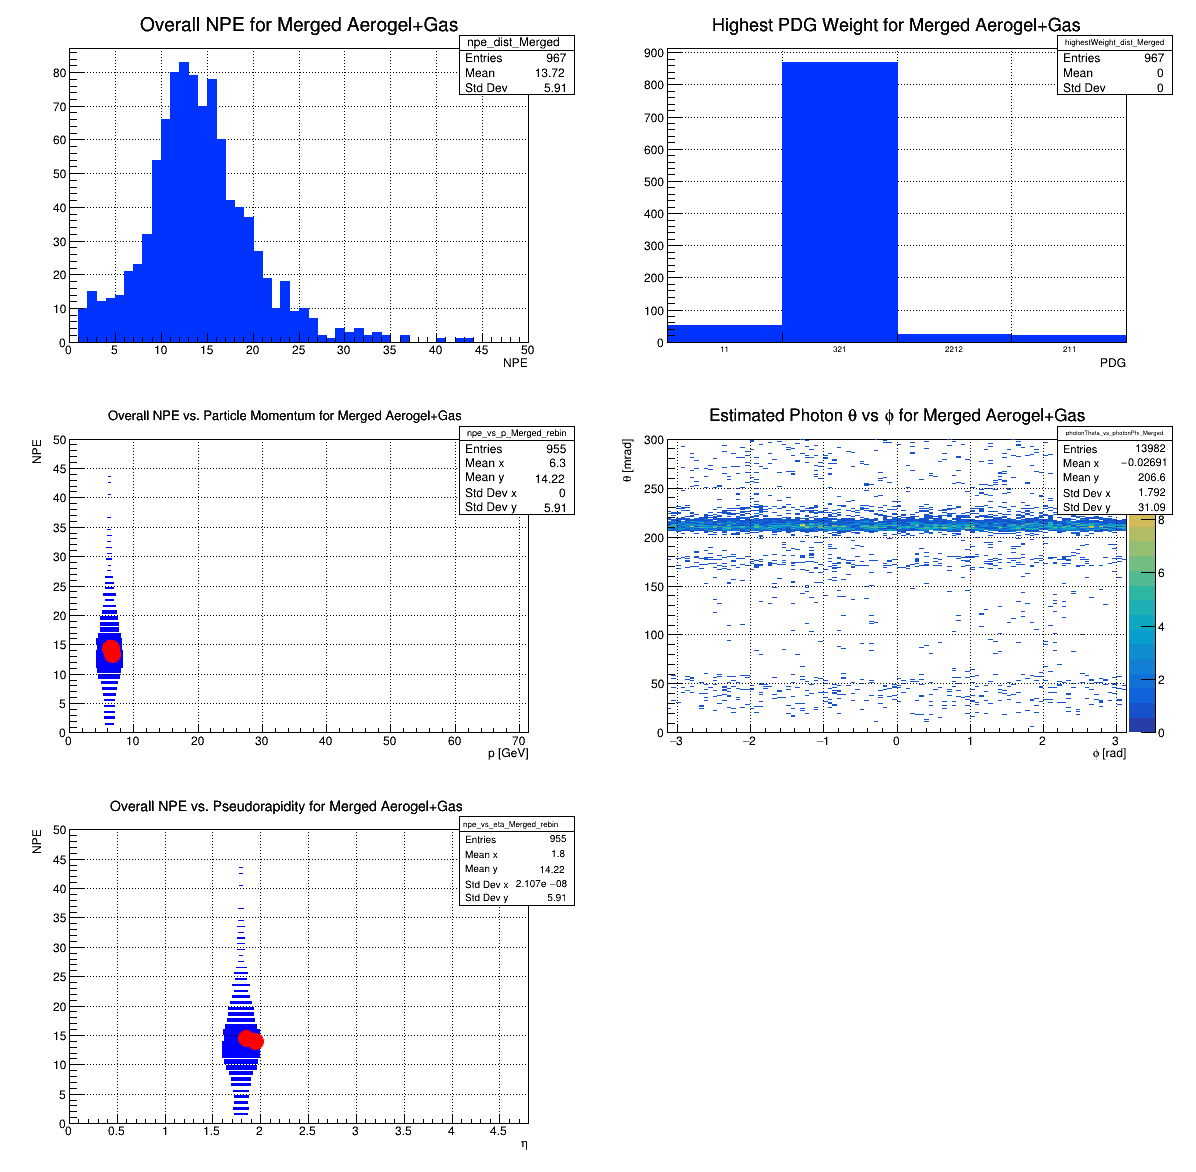 Overall NPE for Merged Aerogel+Gas
npe_dist_Merged
Entries 967
Mean 13.72
Std Dev 5.91
80
70
60
50
40
30
20
10
0
0 5 10 15 20 25 30 35 40 45 50
NPE
Highest PDG Weight for Merged Aerogel+Gas
highestWeight_dist_Merged
Entries 967
Mean 0
Std Dev 0
900
800
700
600
500
400
300
200
100
0
11 321 2212 211
PDG
Overall NPE vs. Particle Momentum for Merged Aerogel+Gas
npe_vs_p_Merged_rebin
Entries 955
Mean x 6.3
Mean y 14.22
Std Dev x 0
Std Dev y 5.91
NPE
50
45
40
35
30
25
20
15
10
5
0
0 10 20 30 40 50 60 70
p [GeV]
Estimated Photon θ vs ϕ for Merged Aerogel+Gas
photonTheta_vs_photonPhi_Merged
Entries 13982
Mean x −0.02691
Mean y 206.6
Std Dev x 1.792
Std Dev y 31.09
θ [mrad]
300
250
200
150
100
50
0
−3 −2 −1 0 1 2 3
ϕ [rad]
8
6
4
2
0
Overall NPE vs. Pseudorapidity for Merged Aerogel+Gas
npe_vs_eta_Merged_rebin
Entries 955
Mean x 1.8
Mean y 14.22
Std Dev x 2.107e −08
Std Dev y 5.91
NPE
50
45
40
35
30
25
20
15
10
5
0
0 0.5 1 1.5 2 2.5 3 3.5 4 4.5
η